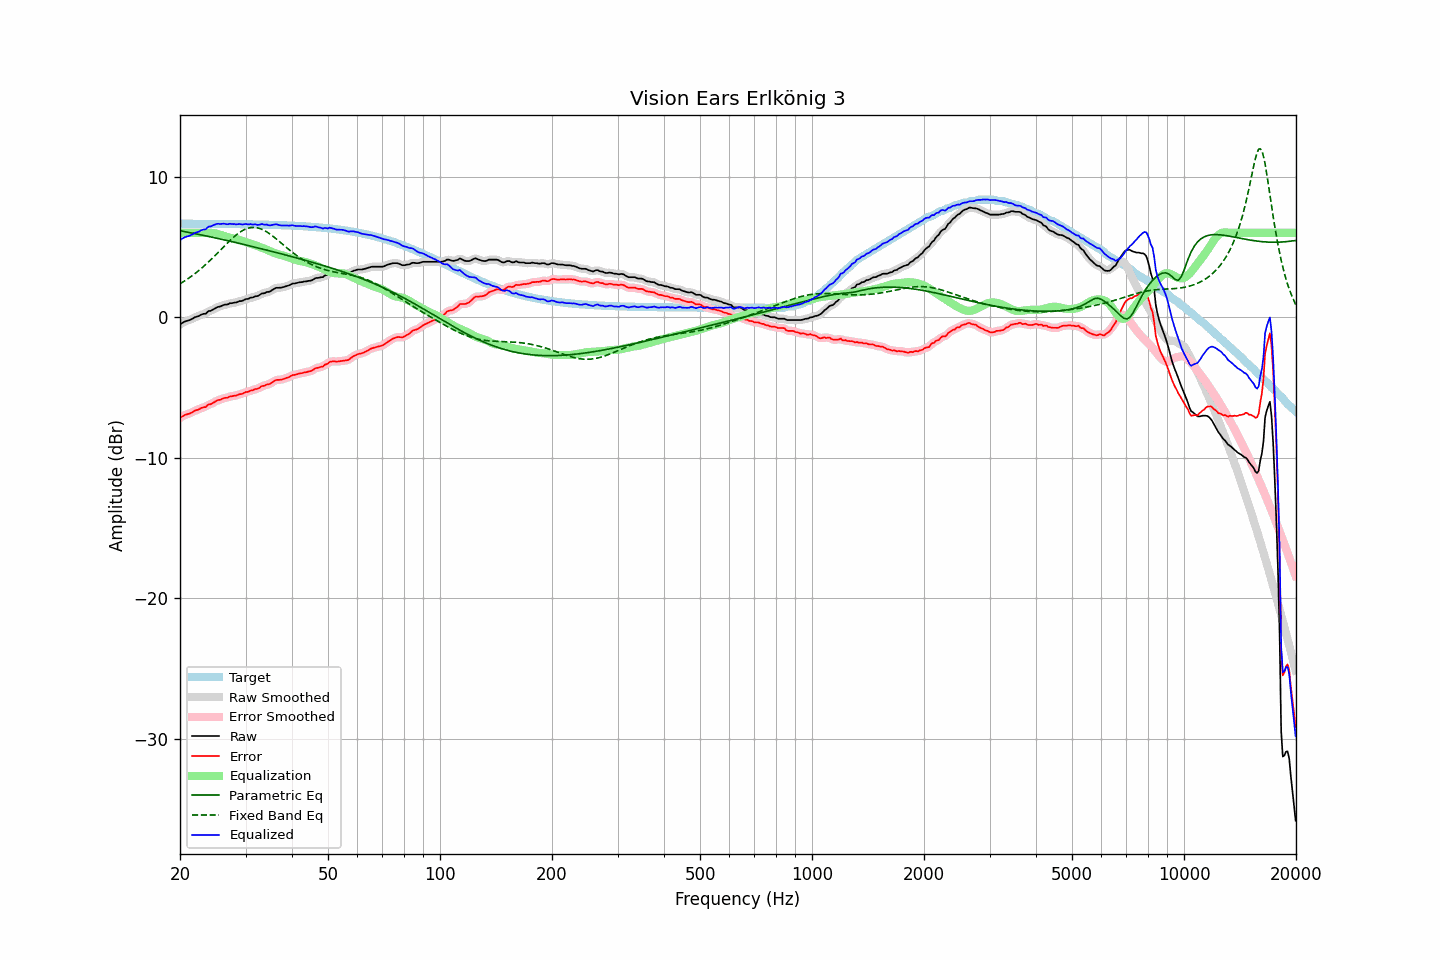 Vision Ears Erlkönig 3
Amplitude (dBr)
10
0
−10
−20
−30
Target
Raw Smoothed
Error Smoothed
Raw
Error
Equalization
Parametric Eq
Fixed Band Eq
Equalized
20 50 100 200 500 1000 2000 5000 10000 20000
Frequency (Hz)